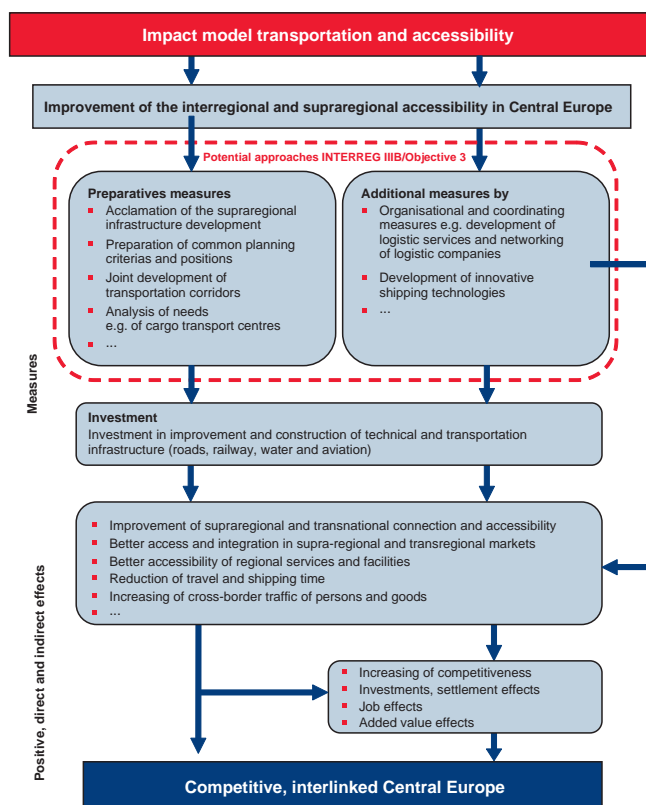 Impact model transportation and accessibility
Improvement of the interregional and supraregional accessibility in Central Europe
Potential approaches INTERREG IIIB/Objective 3
Preparatives measures
Acclamation of the supraregional
infrastructure development
Preparation of common planning
criterias and positions
Joint development of
transportation corridors
Analysis of needs
e.g. of cargo transport centres
...
Additional measures by
Organisational and coordinating
measures e.g. development of
logistic services and networking
of logistic companies
Development of innovative
shipping technologies
...
Measures
Investment
Investment in improvement and construction of technical and transportation
infrastructure (roads, railway, water and aviation)
Improvement of supraregional and transnational connection and accessibility
Better access and integration in supra-regional and transregional markets
Better accessibility of regional services and facilities
Reduction of travel and shipping time
Increasing of cross-border traffic of persons and goods
...
Positive, direct and indirect effects
Increasing of competitiveness
Investments, settlement effects
Job effects
Added value effects
Competitive, interlinked Central Europe